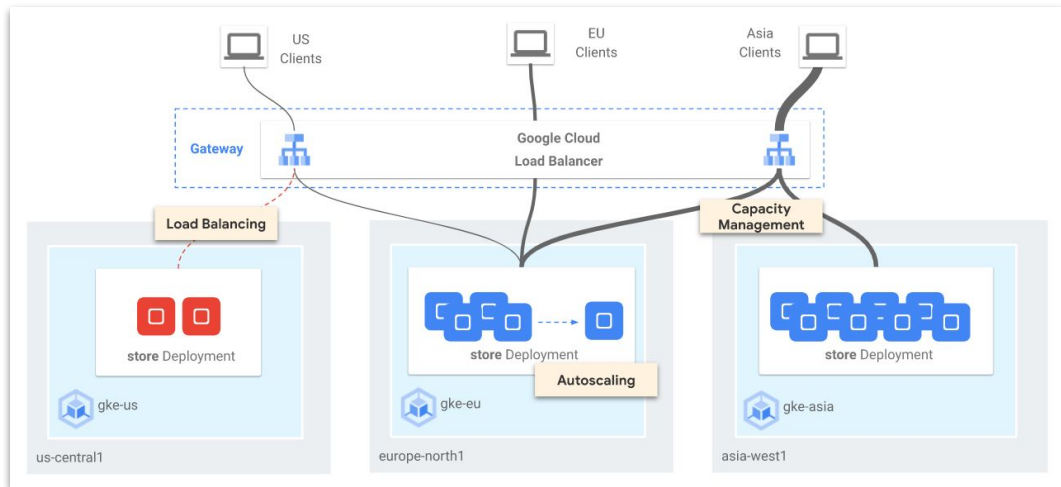 US
Clients
EU
Clients
Asia
Clients
Gateway
Google Cloud
Load Balancer
Load Balancing
Capacity
Management
store Deployment
store Deployment
store Deployment
Autoscaling
gke-us
gke-eu
gke-asia
us-central1
europe-north1
asia-west1